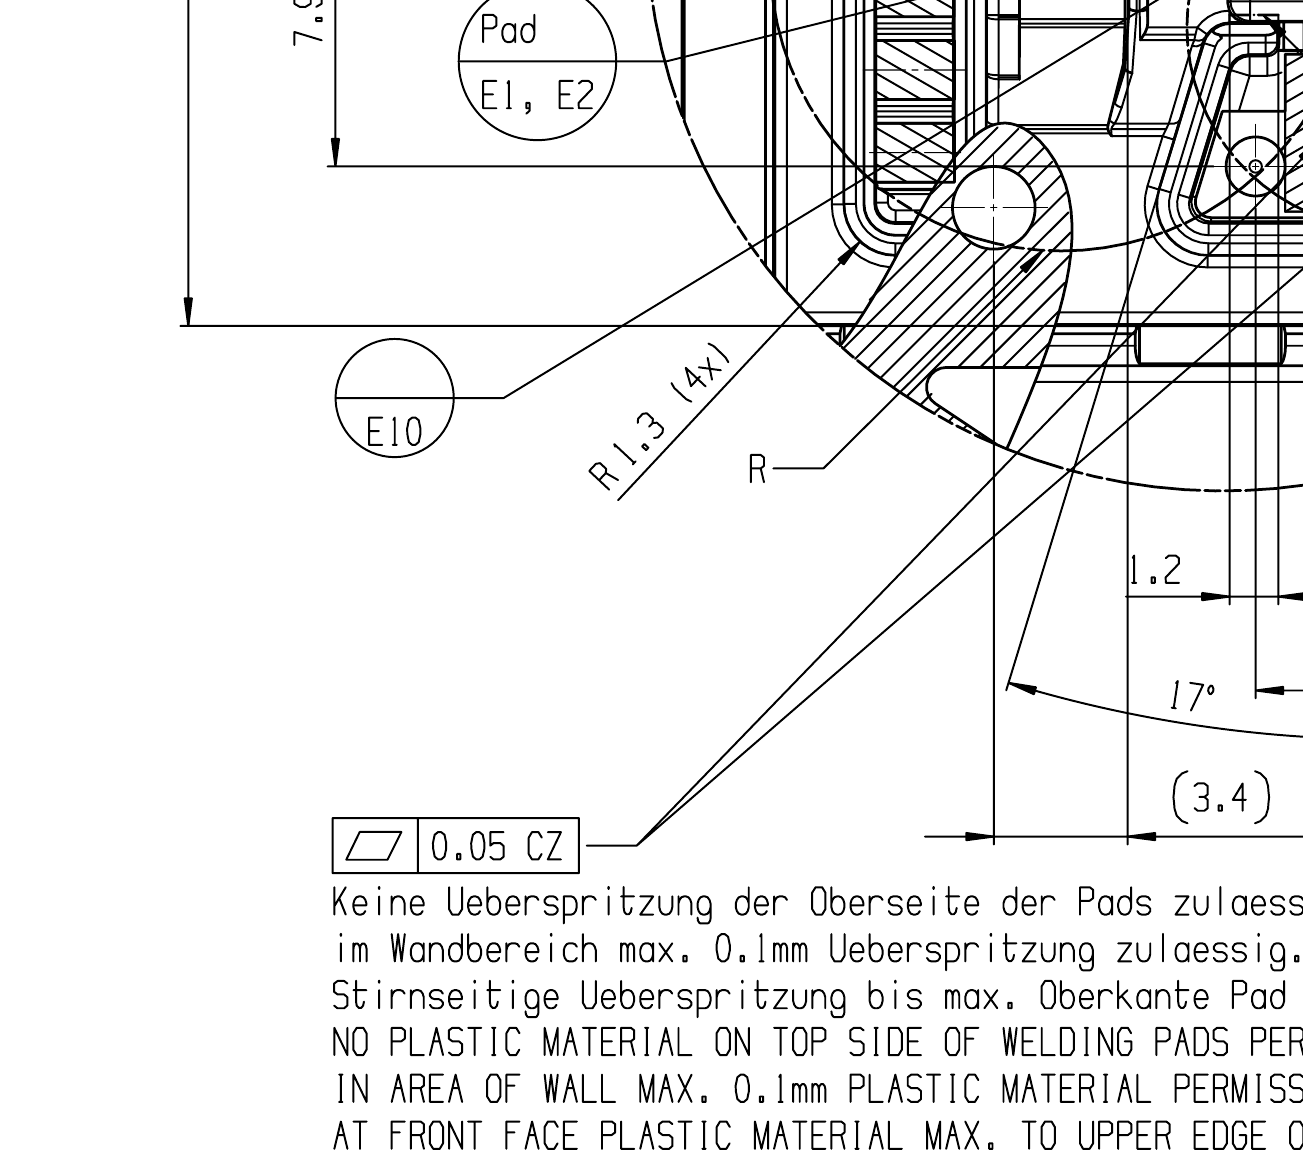 7.9
Pad
E1, E2
E10
R1.3 (4x)
R
1.2
17°
(3.4)
0.05 CZ
Keine Ueberspritzung der Oberseite der Pads zulaess
im Wandbereich max. 0.1mm Ueberspritzung zulaessig.
Stirnseitige Ueberspritzung bis max. Oberkante Pad
NO PLASTIC MATERIAL ON TOP SIDE OF WELDING PADS PER
IN AREA OF WALL MAX. 0.1mm PLASTIC MATERIAL PERMISS
AT FRONT FACE PLASTIC MATERIAL MAX. TO UPPER EDGE O